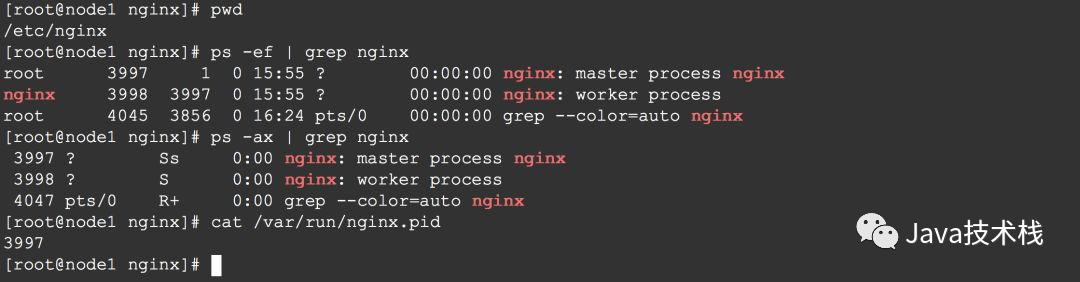 [root@node1 nginx]# pwd
/etc/nginx
[root@node1 nginx]# ps -ef | grep nginx
root      3997     1  0 15:55 ?        00:00:00 nginx: master process nginx
nginx     3998  3997  0 15:55 ?        00:00:00 nginx: worker process
root      4045  3856  0 16:24 pts/0    00:00:00 grep --color=auto nginx
[root@node1 nginx]# ps -ax | grep nginx
 3997 ?        Ss     0:00 nginx: master process nginx
 3998 ?        S      0:00 nginx: worker process
 4047 pts/0    R+     0:00 grep --color=auto nginx
[root@node1 nginx]# cat /var/run/nginx.pid
3997
[root@node1 nginx]#
Java技术栈